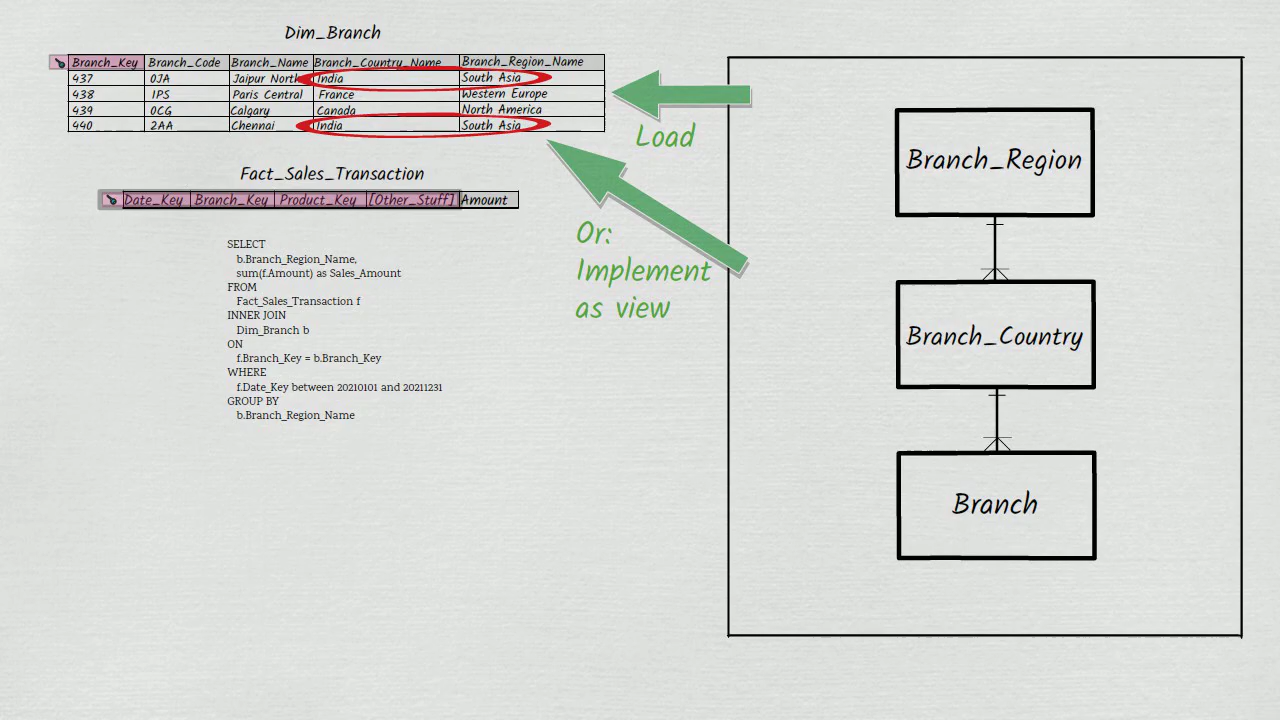 Dim_Branch
Branch_Key Branch_Code Branch_Name Branch_Country_Name Branch_Region_Name
437 0JA Jaipur North India South Asia
438 IPS Paris Central France Western Europe
439 0CG Calgary Canada North America
440 2AA Chennai India South Asia
Load
Fact_Sales_Transaction
Date_Key Branch_Key Product_Key [Other_Stuff] Amount
Or:
Implement
as view
SELECT
b.Branch_Region_Name,
sum(f.Amount) as Sales_Amount
FROM
Fact_Sales_Transaction f
INNER JOIN
Dim_Branch b
ON
f.Branch_Key = b.Branch_Key
WHERE
f.Date_Key between 20210101 and 20211231
GROUP BY
b.Branch_Region_Name
Branch_Region
Branch_Country
Branch